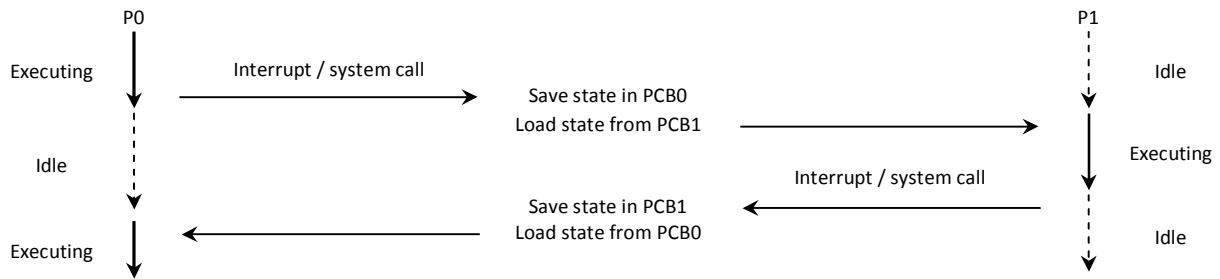 P0
P1
Executing
Interrupt / system call
Idle
Save state in PCB0
Load state from PCB1
Idle
Executing
Interrupt / system call
Save state in PCB1
Load state from PCB0
Executing
Idle